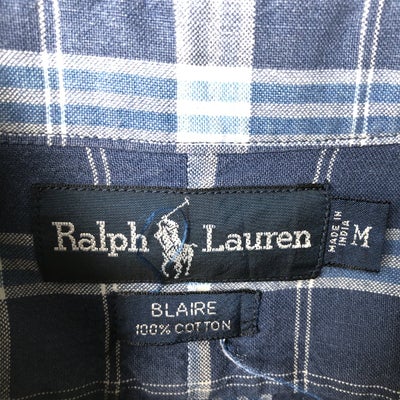 Ralph Lauren
MADE IN
INDIA
M
BLAIRE
100% COTTON